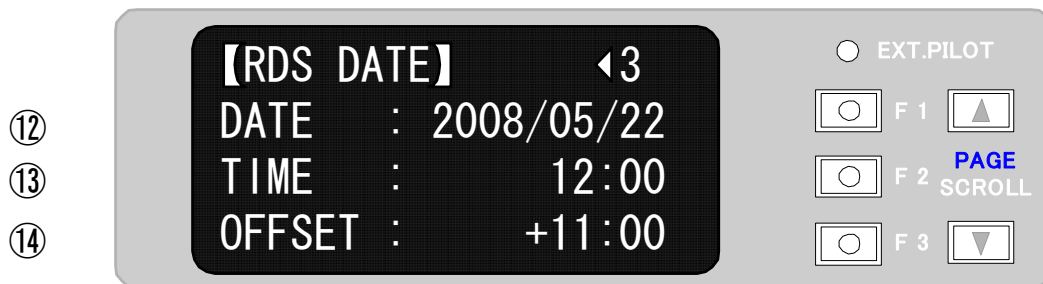 【RDS DATE】 ◀3
⑫ DATE : 2008/05/22
⑬ TIME : 12:00
⑭ OFFSET : +11:00
EXT.PILOT
F 1
F 2
PAGE
SCROLL
F 3